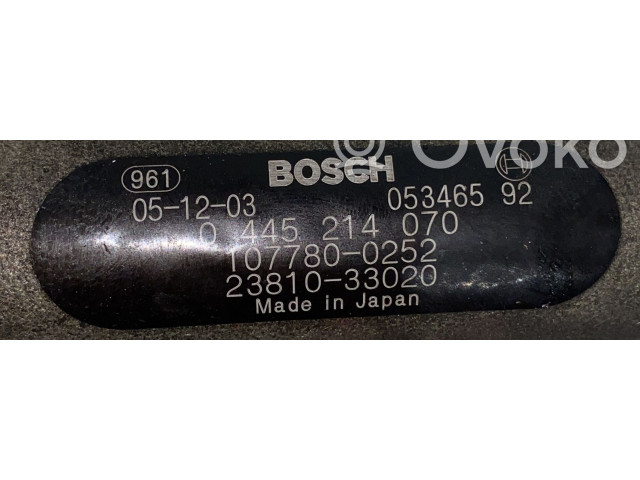 © Ovoko
961 BOSCH
05-12-03 053465 92
0 445 214 070
107780-0252
23810-33020
Made in Japan